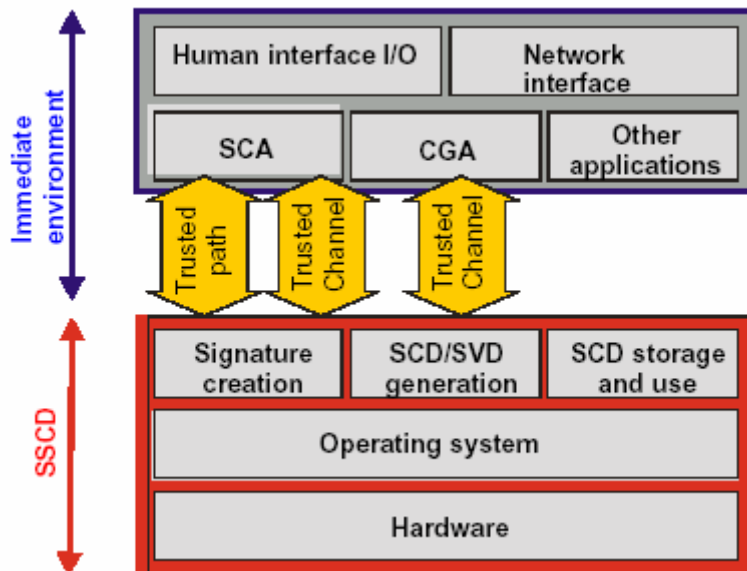 Immediate
environment
Human interface I/O
Network
interface
SCA
CGA
Other
applications
Trusted
path
Trusted
Channel
Trusted
Channel
SSCD
Signature
creation
SCD/SVD
generation
SCD storage
and use
Operating system
Hardware